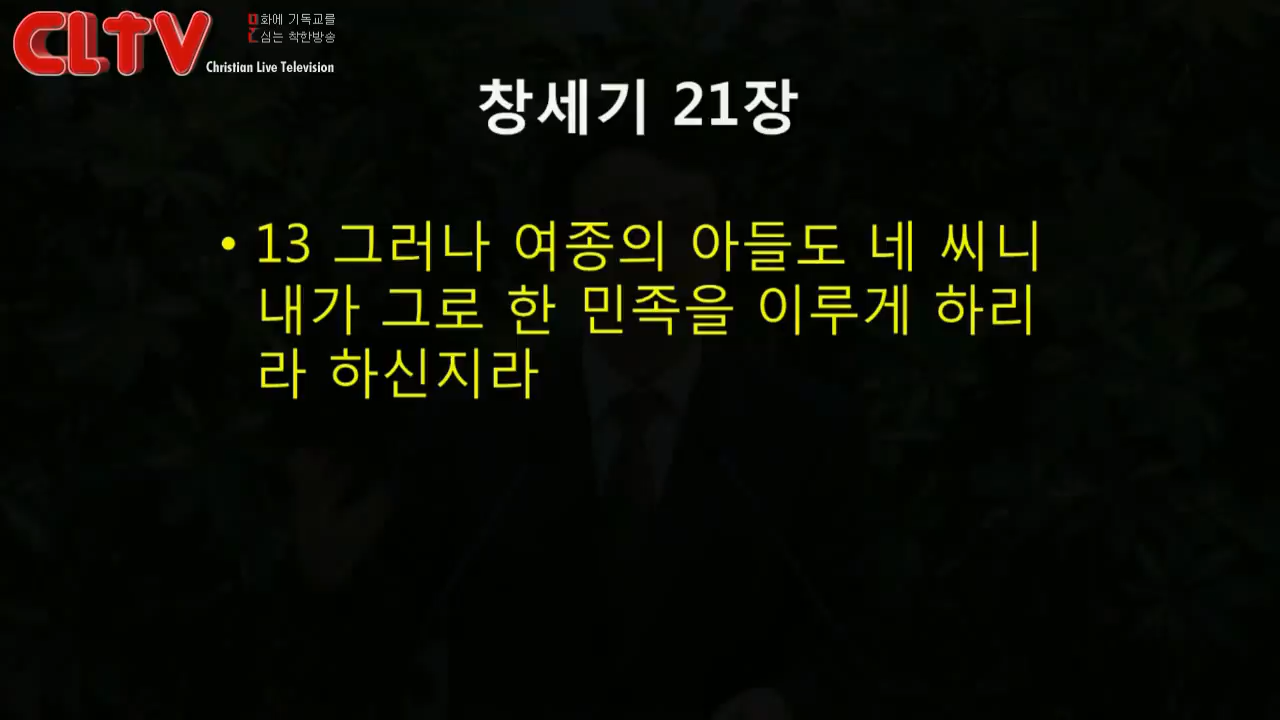 CLTV
문화에 기독교를
심는 착한방송
Christian Live Television
창세기 21장
• 13 그러나 여종의 아들도 네 씨니
내가 그로 한 민족을 이루게 하리
라 하신지라